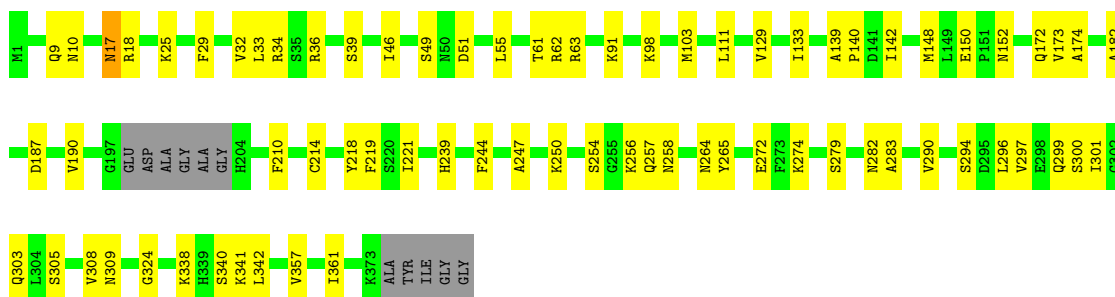 M1 Q9 N10 N17 R18 K25 F29 V32 L33 R34 S35 R36 S39 I46 S49 N50 D51 L55 T61 R62 R63 K91 K98 M103 L111 V129 I133 A139 P140 D141 I142 M148 L149 E150 P151 N152 Q172 V173 A174 A182
D187 V190 G197 GLU ASP ALA GLY ALA GLY H204 F210 C214 Y218 F219 S220 I221 H239 F244 A247 K250 S254 G255 K256 Q257 N258 N264 Y265 E272 F273 K274 S279 N282 A283 V290 S294 D295 L296 V297 E298 Q299 S300 I301 G302
Q303 L304 S305 V308 N309 G324 K338 H339 S340 K341 L342 V357 I361 K373 ALA TYR ILE GLY GLY